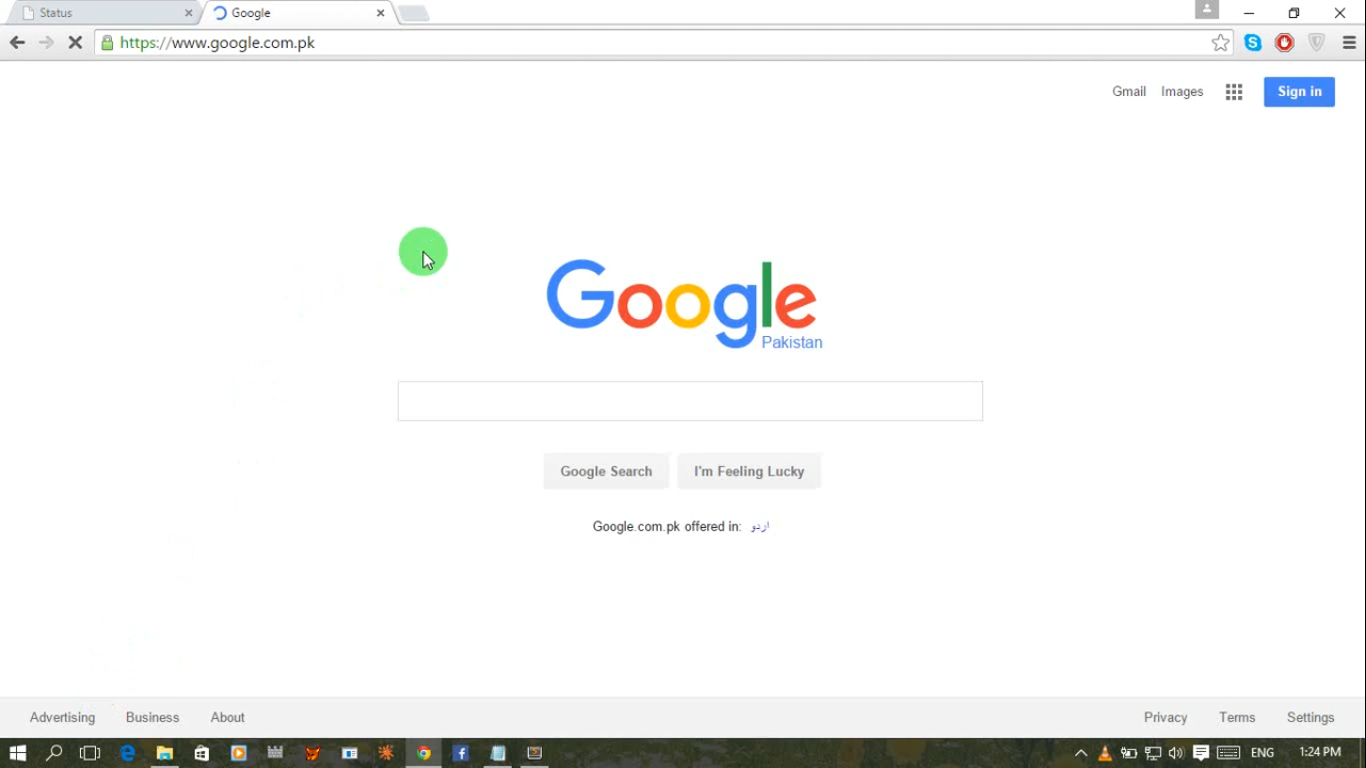 Status
Google
https://www.google.com.pk
Gmail Images Sign in
Google
Pakistan
Google Search I'm Feeling Lucky
Google.com.pk offered in: اردو
Advertising Business About Privacy Terms Settings
ENG 1:24 PM